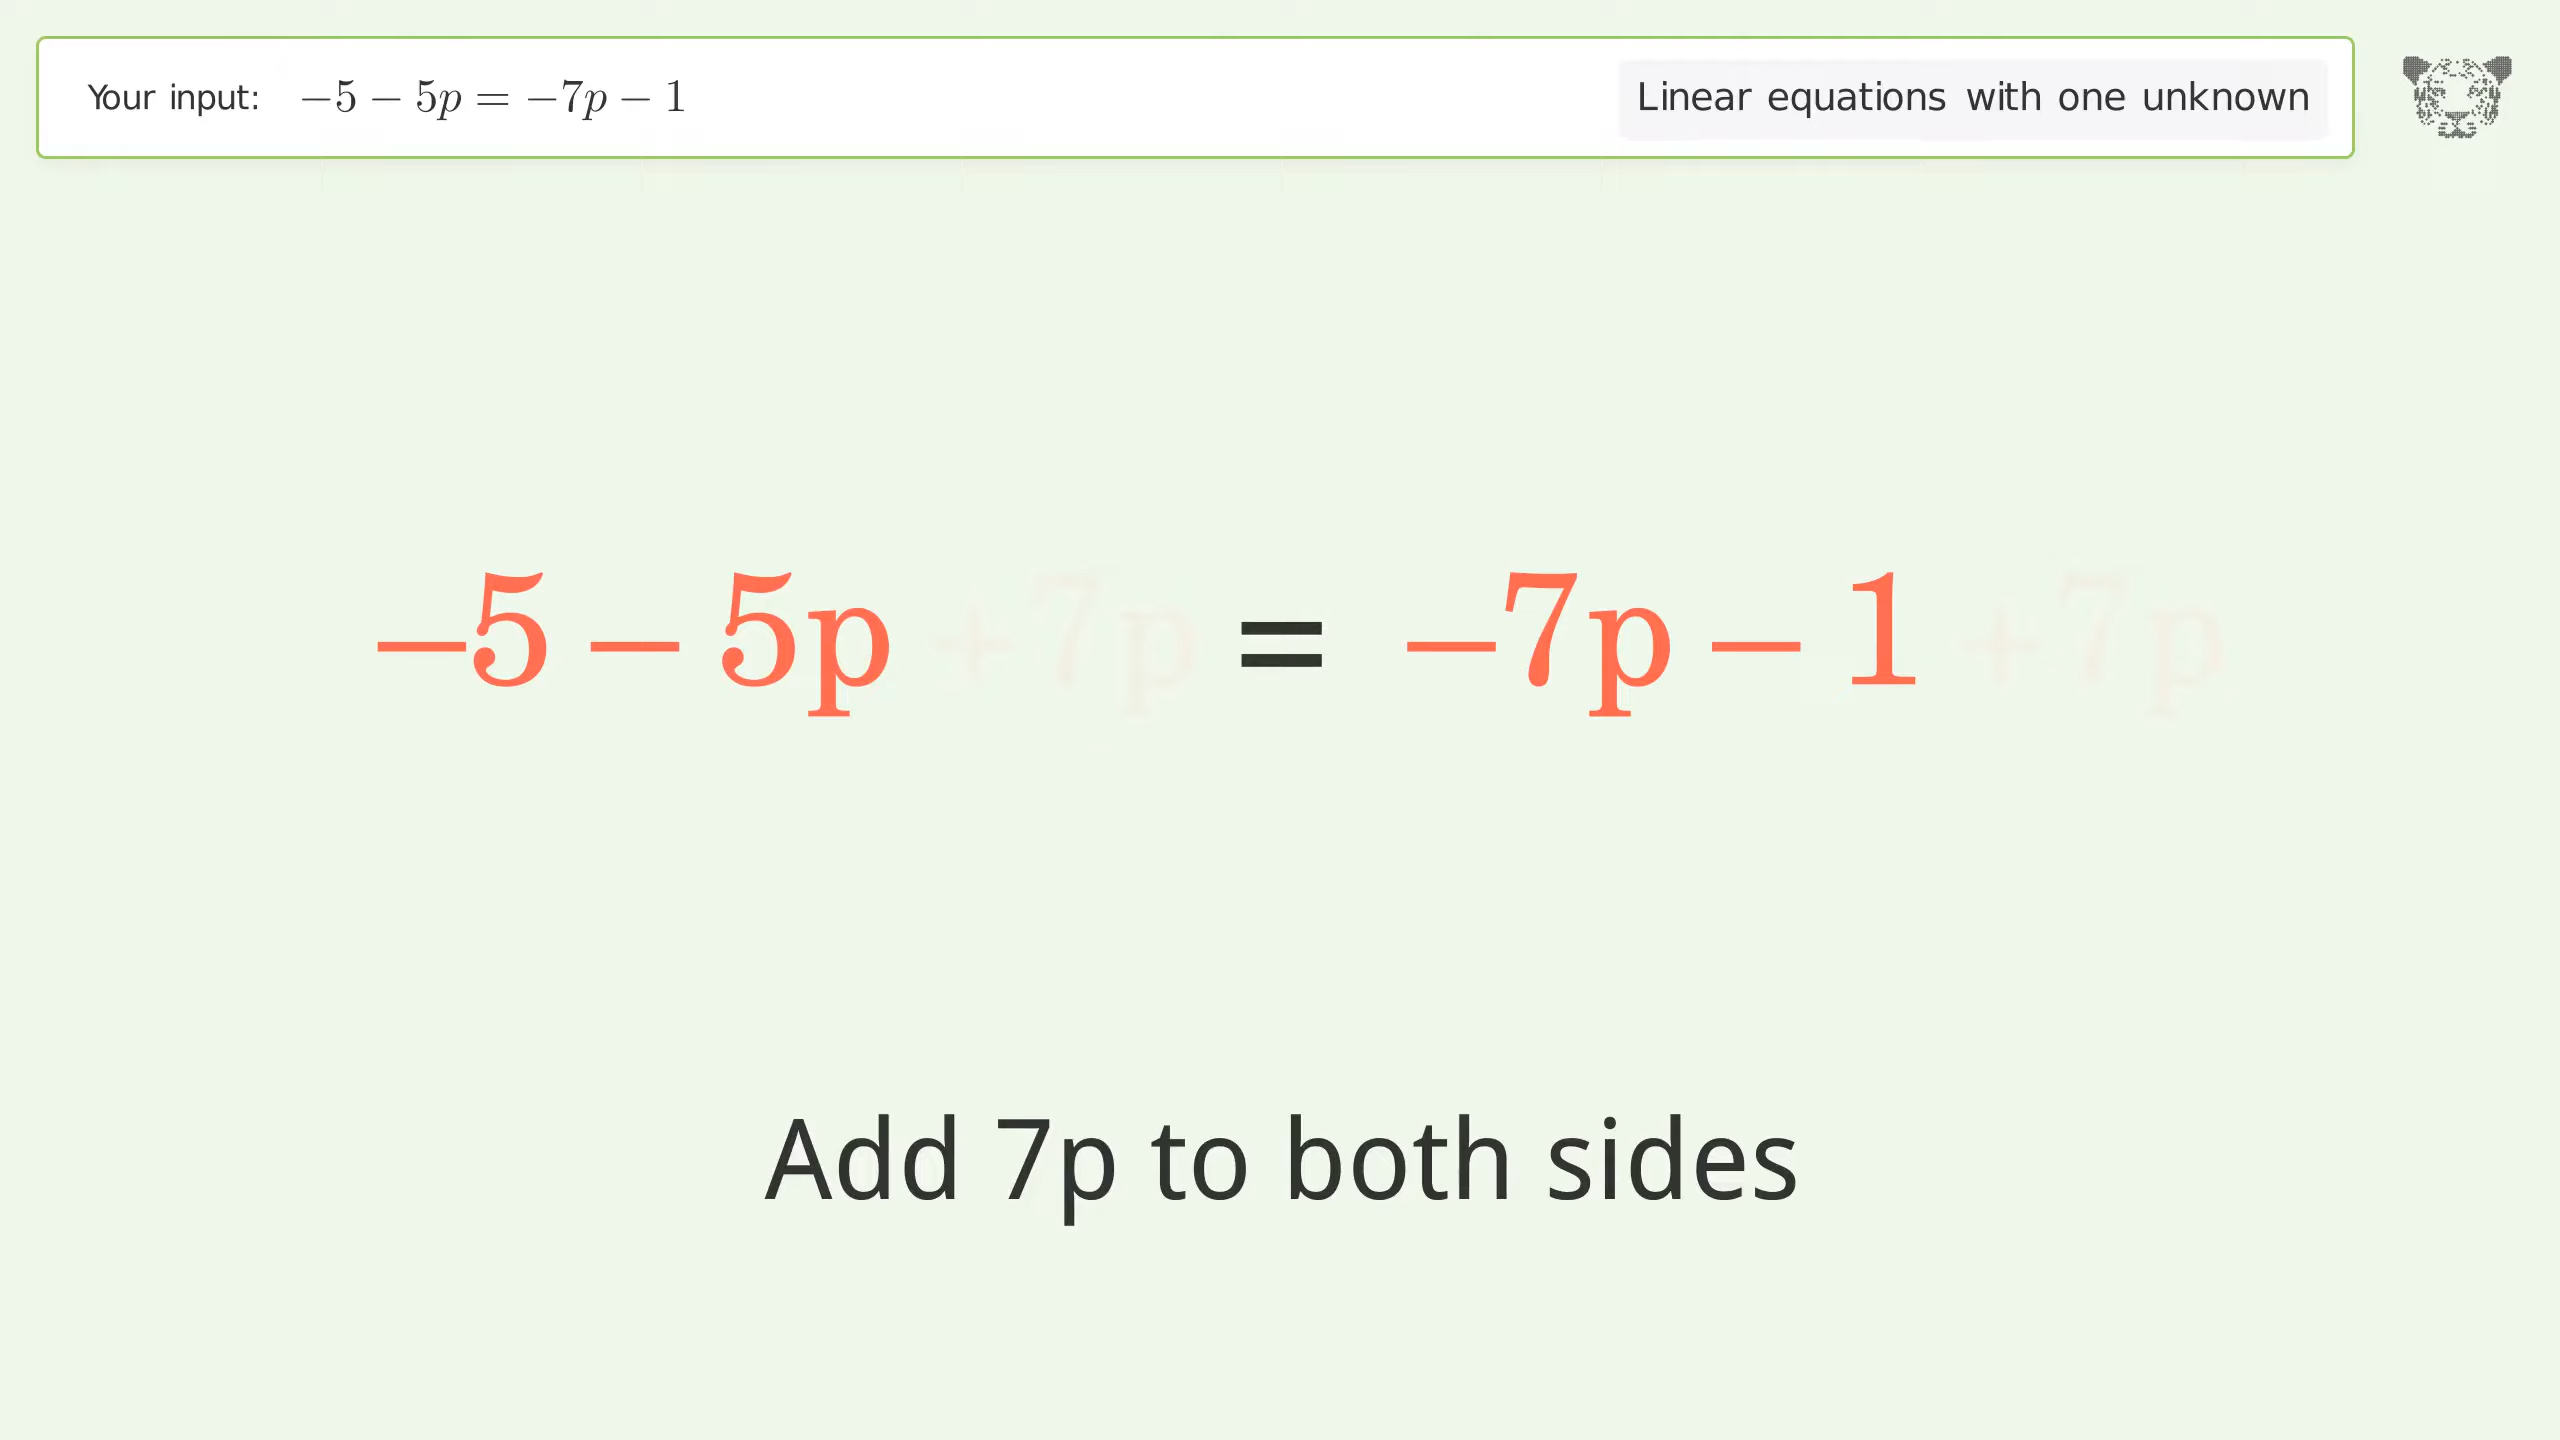 Your input: −5 − 5p = −7p − 1
Linear equations with one unknown
−5 − 5p + 7p = −7p − 1 + 7p
Add 7p to both sides